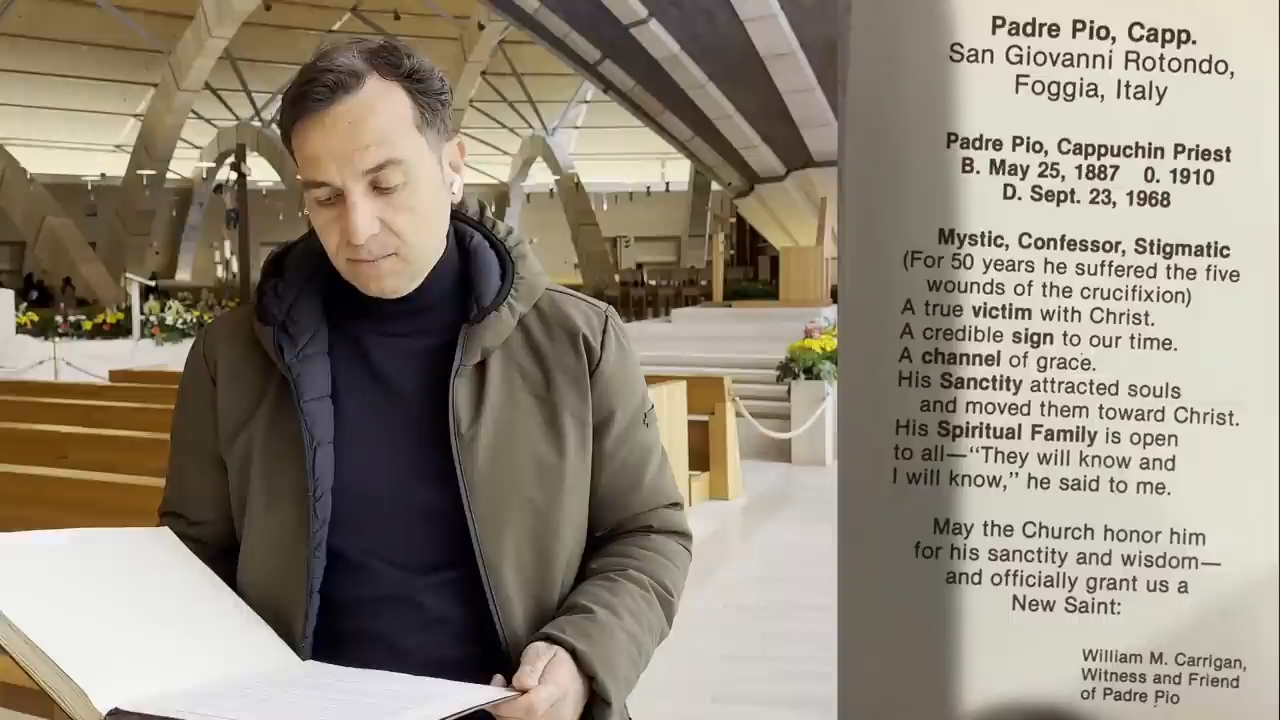 Padre Pio, Capp.
San Giovanni Rotondo,
Foggia, Italy
Padre Pio, Cappuchin Priest
B. May 25, 1887 0. 1910
D. Sept. 23, 1968
Mystic, Confessor, Stigmatic
(For 50 years he suffered the five
wounds of the crucifixion)
A true victim with Christ.
A credible sign to our time.
A channel of grace.
His Sanctity attracted souls
and moved them toward Christ.
His Spiritual Family is open
to all—“They will know and
I will know,” he said to me.
May the Church honor him
for his sanctity and wisdom—
and officially grant us a
New Saint:
William M. Carrigan,
Witness and Friend
of Padre Pio